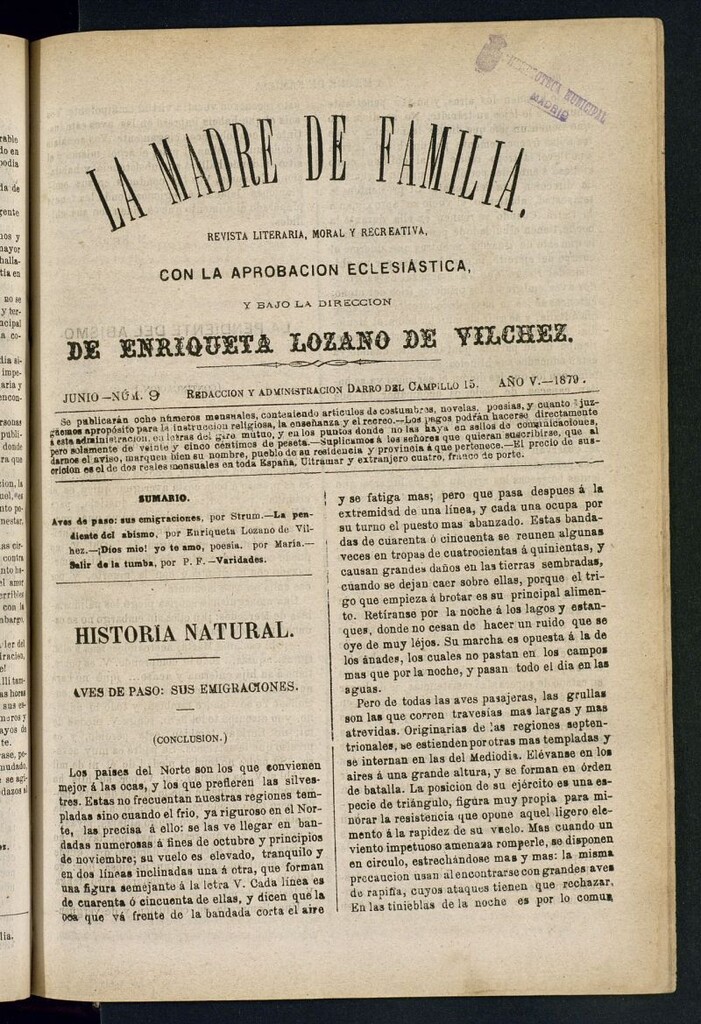 BIBLIOTECA MUNICIPAL
MADRID
LA MADRE DE FAMILIA.
REVISTA LITERARIA, MORAL Y RECREATIVA,
CON LA APROBACION ECLESIÁSTICA,
Y BAJO LA DIRECCION
DE ENRIQUETA LOZANO DE VILCHEZ.
JUNIO—NÚM. 9 REDACCION Y ADMINISTRACION DARRO DEL CAMPILLO 15. AÑO V.—1879.
Se publicarán ocho números mensuales, conteniendo artículos de costumbres, novelas, poesias, y cuanto juz-
guemos apropósito para la instruccion religiosa, la enseñanza y el recreo.—Los pagos podrán hacerse directamente
á esta administracion, en letras del giro mutuo, y en los puntos donde no las haya en sellos de comunicaciones,
pero solamente de veinte y cinco céntimos de peseta.—Suplicamos á los señores que quieran suscribirse, que al
darnos el aviso, marquen bien su nombre, pueblo de su residencia y provincia á que pertenece.—El precio de sus-
cricion es el de dos reales mensuales en toda España, Ultramar y extranjero cuatro, franco de porte.
SUMARIO.
Aves de paso: sus emigraciones, por Strum.—La pen-
diente del abismo, por Enriqueta Lozano de Vil-
hez.—¡Dios mio! yo te amo, poesía, por María.—
Salir de la tumba, por P. F.—Varidades.
HISTORIA NATURAL.
AVES DE PASO: SUS EMIGRACIONES.
(CONCLUSION.)
Los países del Norte son los que convienen
mejor á las ocas, y los que prefieren las silves-
tres. Estas no frecuentan nuestras regiones tem-
pladas sino cuando el frio, ya riguroso en el Nor-
te, las precisa á ello: se las ve llegar en ban-
dadas numerosas á fines de octubre y principios
de noviembre; su vuelo es elevado, tranquilo y
en dos líneas inclinadas una á otra, que forman
una figura semejante á la letra V. Cada línea es
de cuarenta ó cincuenta de ellas, y dicen que la
oca que vá frente de la bandada corta el aire
y se fatiga mas; pero que pasa despues á la
extremidad de una línea, y cada una ocupa por
su turno el puesto mas abanzado. Estas banda-
das de cuarenta ó cincuenta se reunen algunas
veces en tropas de cuatrocientas á quinientas, y
causan grandes daños en las tierras sembradas,
cuando se dejan caer sobre ellas, porque el tri-
go que empieza á brotar es su principal alimen-
to. Retíranse por la noche á los lagos y estan-
ques, donde no cesan de hacer un ruido que se
oye de muy léjos. Su marcha es opuesta á la de
los ánades, los cuales no pastan en los campos
mas que por la noche, y pasan todo el dia en las
aguas.
Pero de todas las aves pasajeras, las grullas
son las que corren travesías mas largas y mas
atrevidas. Originarias de las regiones septen-
trionales, se estienden por otras mas templadas y
se internan en las del Mediodia. Elévanse en los
aires á una grande altura, y se forman en órden
de batalla. La posicion de su ejército es una es-
pecie de triángulo, figura muy propia para mi-
norar la resistencia que opone aquel ligero ele-
mento á la rapidez de su vuelo. Mas cuando un
viento impetuoso amenaza romperle, se disponen
en circulo, estrechándose mas y mas: la misma
precaucion usan al encontrarse con grandes aves
de rapiña, cuyos ataques tienen que rechazar.
En las tinieblas de la noche es por lo comun